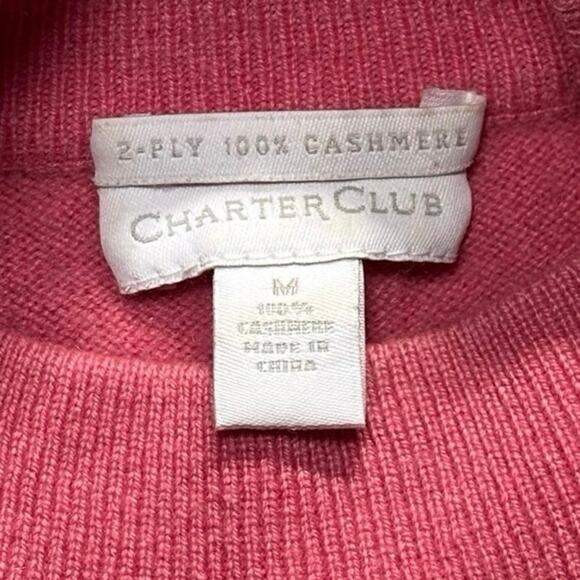 2-PLY 100% CASHMERE
CHARTER CLUB
M
100%
CASHMERE
MADE IN
CHINA